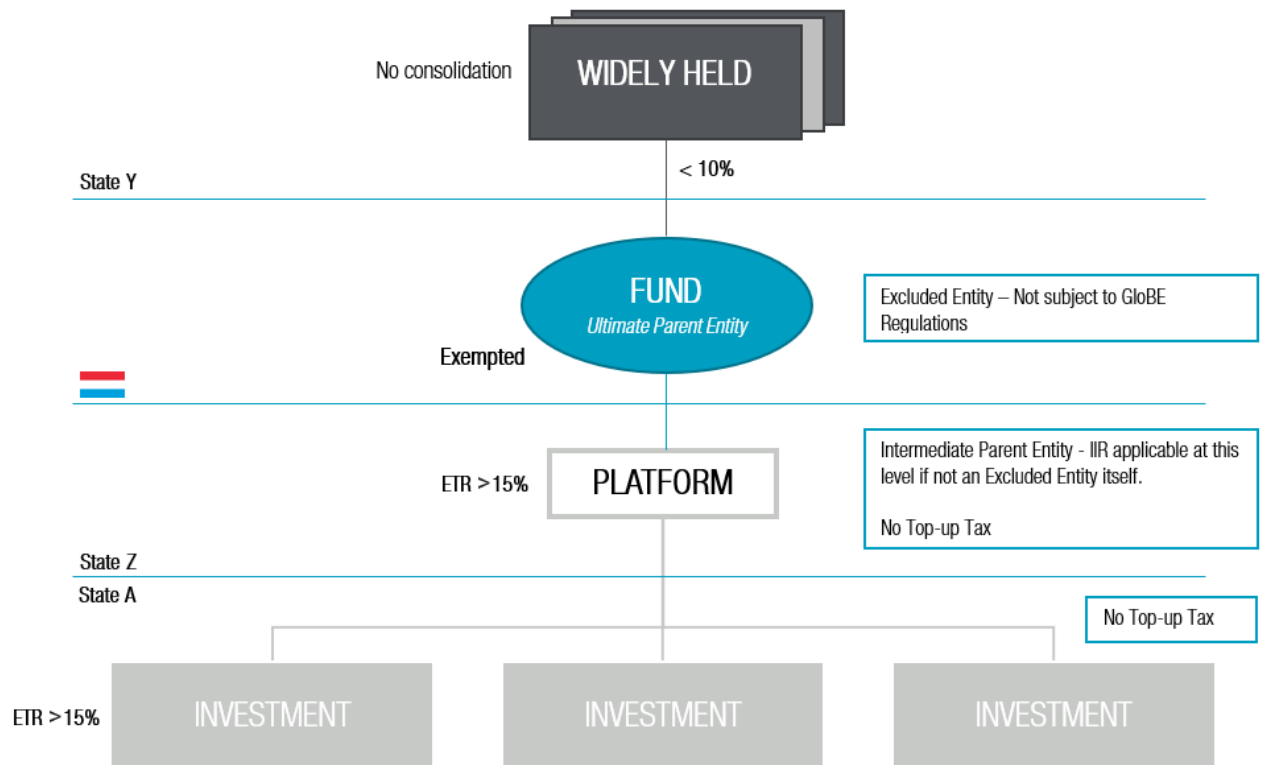 No consolidation
WIDELY HELD
< 10%
State Y
FUND
Ultimate Parent Entity
Excluded Entity – Not subject to GloBE
Regulations
Exempted
Intermediate Parent Entity - IIR applicable at this
level if not an Excluded Entity itself.
No Top-up Tax
ETR >15%
PLATFORM
State Z
State A
No Top-up Tax
ETR >15%
INVESTMENT
INVESTMENT
INVESTMENT